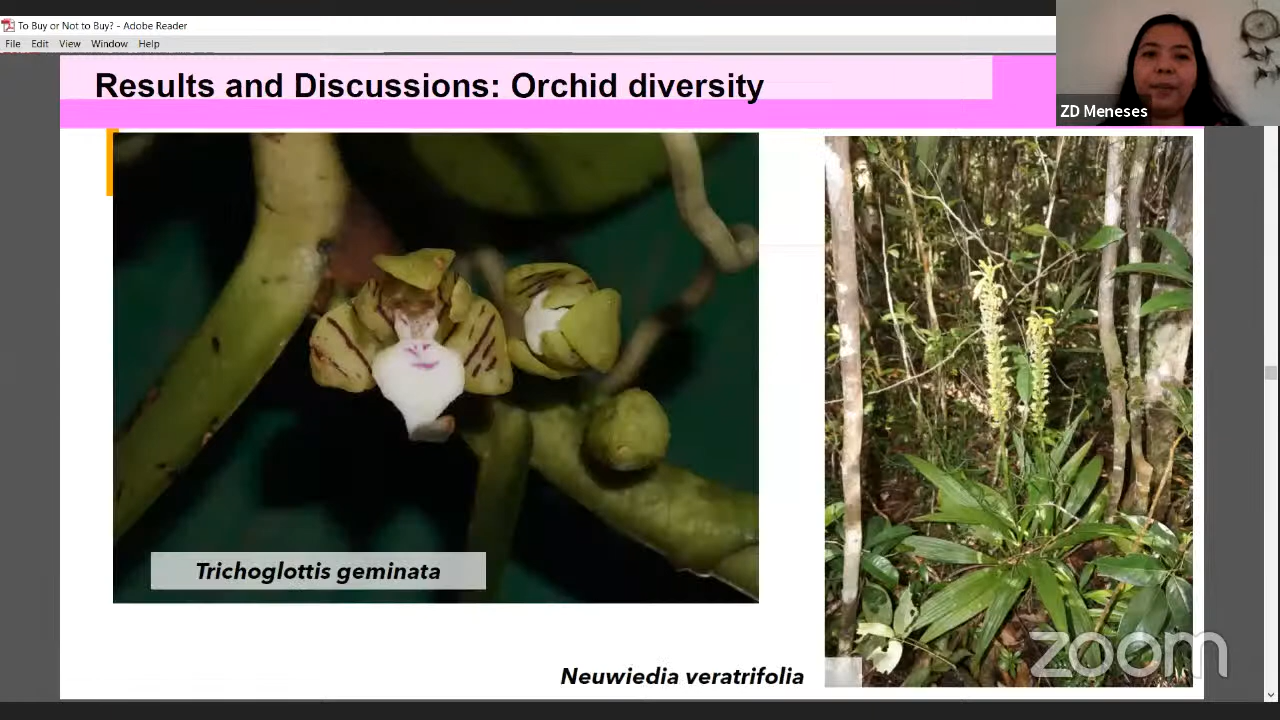 To Buy or Not to Buy? - Adobe Reader
File Edit View Window Help
Results and Discussions: Orchid diversity
ZD Meneses
Trichoglottis geminata
Neuwiedia veratrifolia
zoom